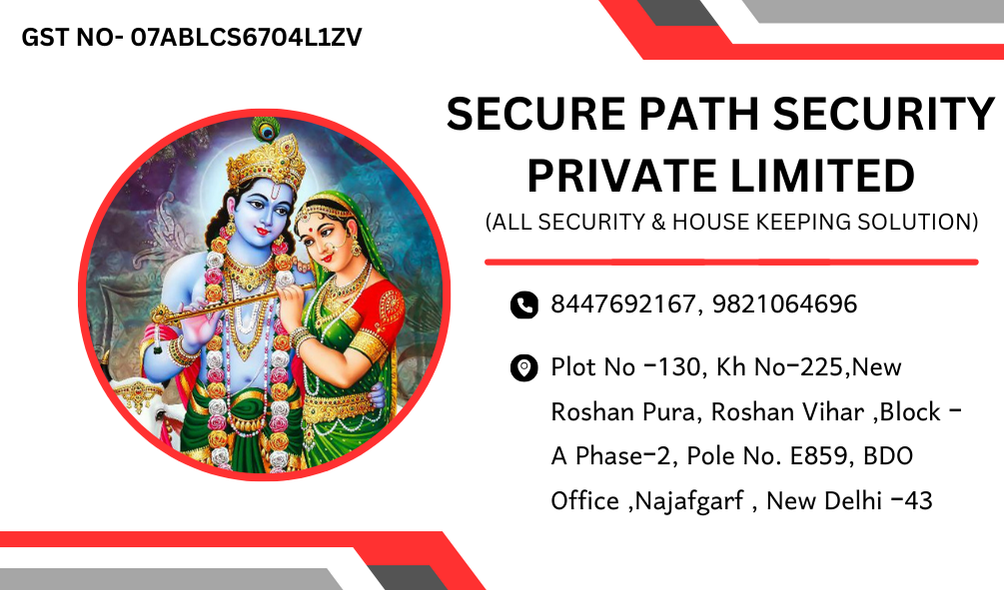 GST NO- 07ABLCS6704L1ZV
SECURE PATH SECURITY
PRIVATE LIMITED
(ALL SECURITY & HOUSE KEEPING SOLUTION)
8447692167, 9821064696
Plot No -130, Kh No-225,New
Roshan Pura, Roshan Vihar ,Block -
A Phase-2, Pole No. E859, BDO
Office ,Najafgarf , New Delhi -43